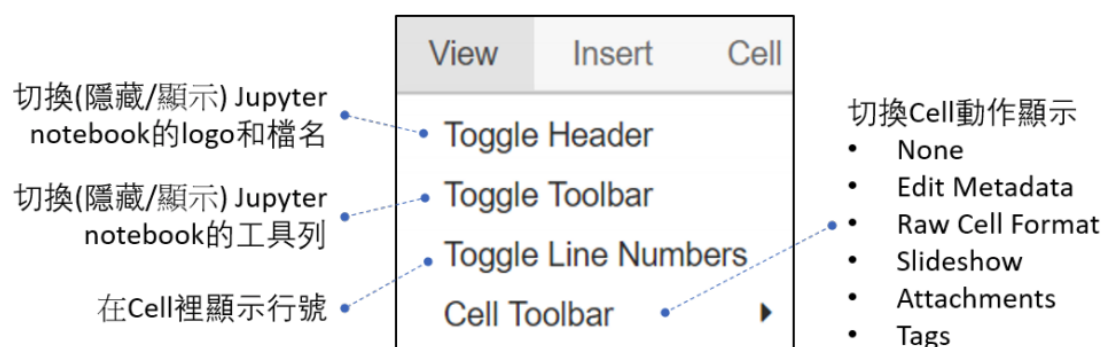 View Insert Cell
切換(隱藏/顯示) Jupyter
notebook的logo和檔名
Toggle Header
切換(隱藏/顯示) Jupyter
notebook的工具列
Toggle Toolbar
Toggle Line Numbers
在Cell裡顯示行號
Cell Toolbar
切換Cell動作顯示
• None
• Edit Metadata
• Raw Cell Format
• Slideshow
• Attachments
• Tags